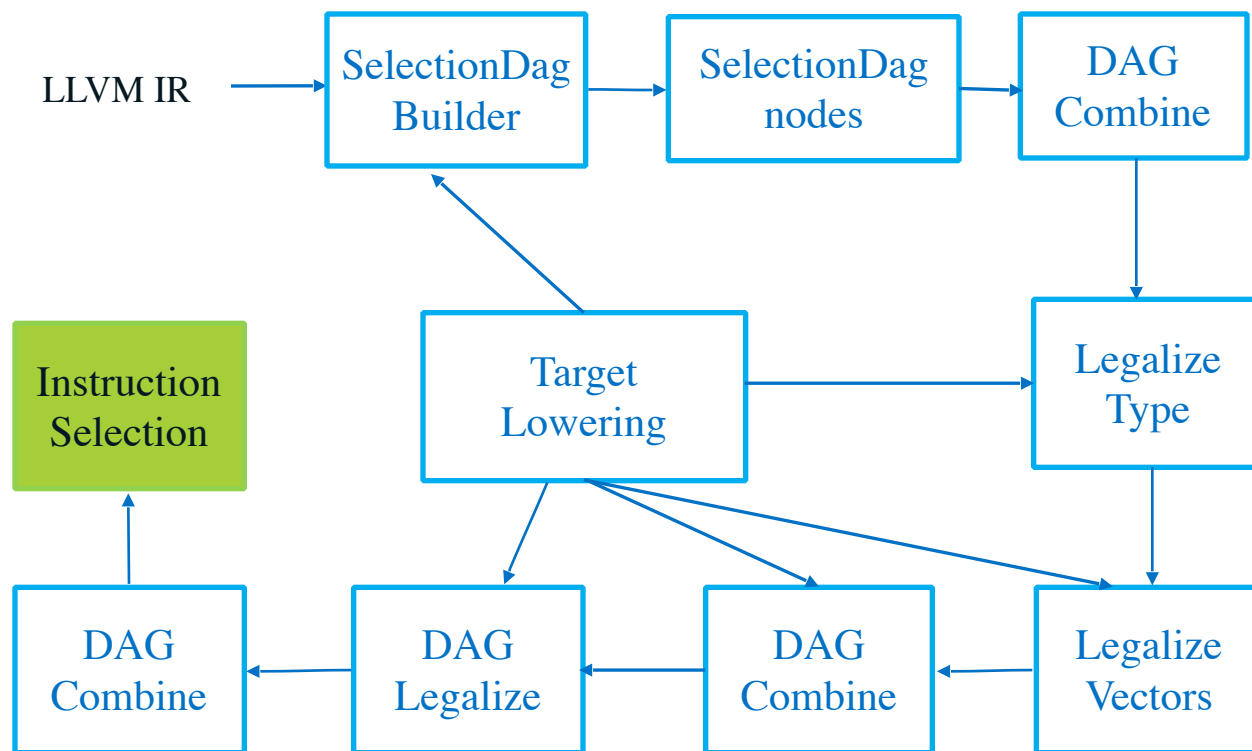 LLVM IR
SelectionDag
Builder
SelectionDag
nodes
DAG
Combine
Instruction
Selection
Target
Lowering
Legalize
Type
DAG
Combine
DAG
Legalize
DAG
Combine
Legalize
Vectors